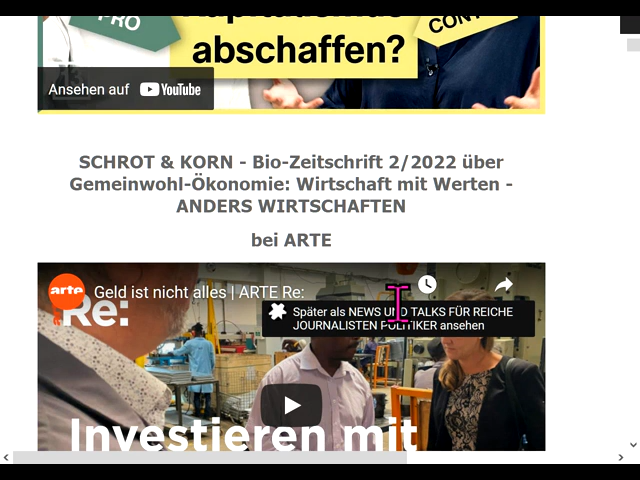 PRO
CONT
abschaffen?
Ansehen auf YouTube
SCHROT & KORN - Bio-Zeitschrift 2/2022 über
Gemeinwohl-Ökonomie: Wirtschaft mit Werten -
ANDERS WIRTSCHAFTEN
bei ARTE
arte Geld ist nicht alles | ARTE Re:
Re:
Später als NEWS UND TALKS FÜR REICHE
JOURNALISTEN POLITIKER ansehen
Investieren mit